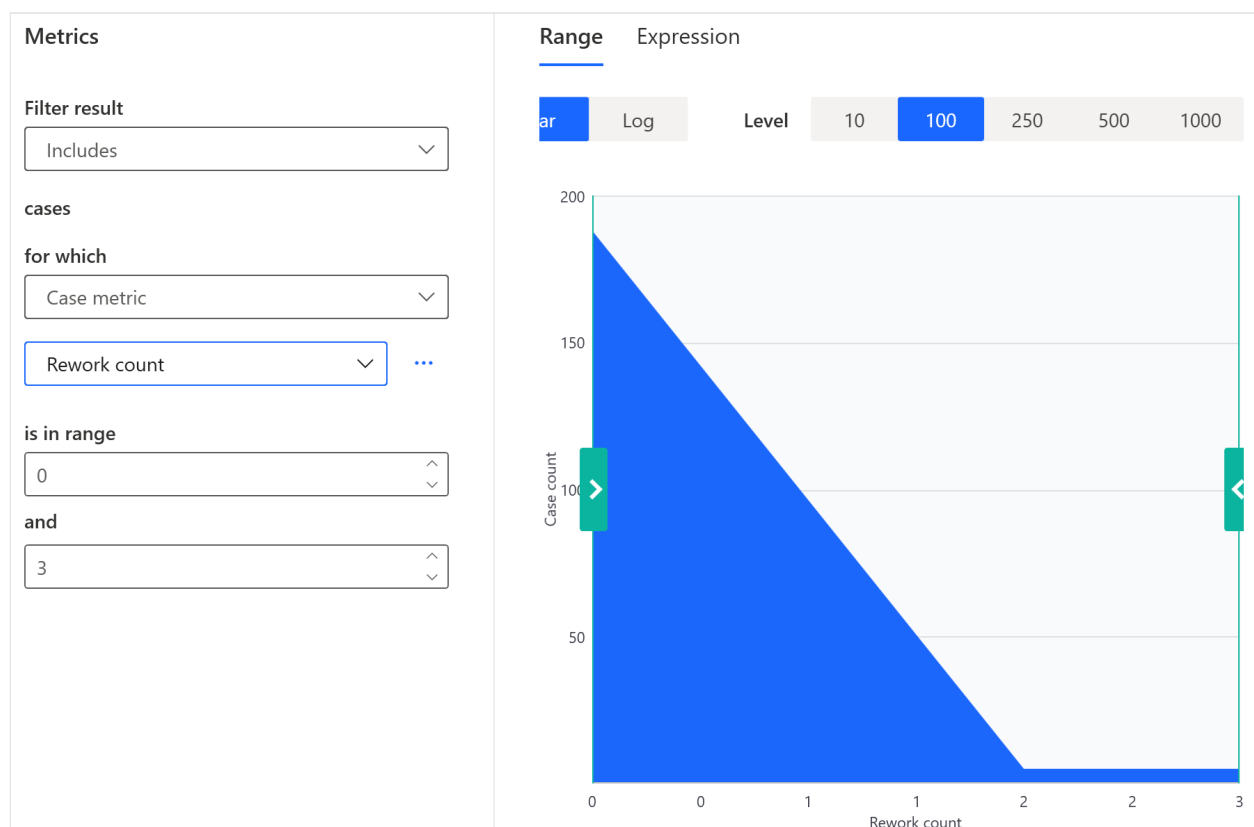 Metrics
Filter result
Includes
cases
for which
Case metric
Rework count
is in range
0
and
3
Range Expression
ar Log Level 10 100 250 500 1000
200
150
100
50
Case count
0 0 1 1 2 2 3
Rework count